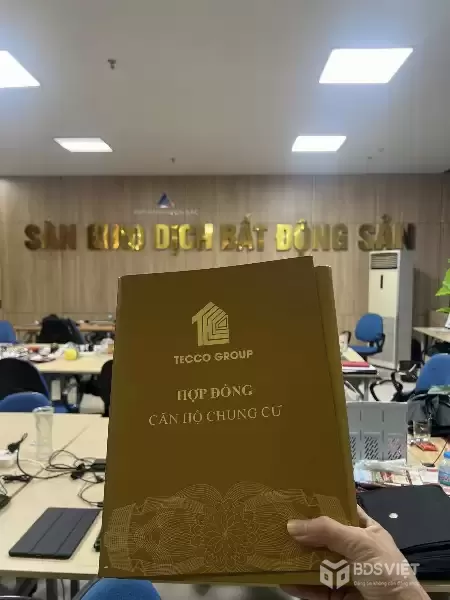 SÀN GIAO DỊCH BẤT ĐỘNG SẢN
TECCO GROUP
HỢP ĐỒNG
CĂN HỘ CHUNG CƯ
BDSVIET